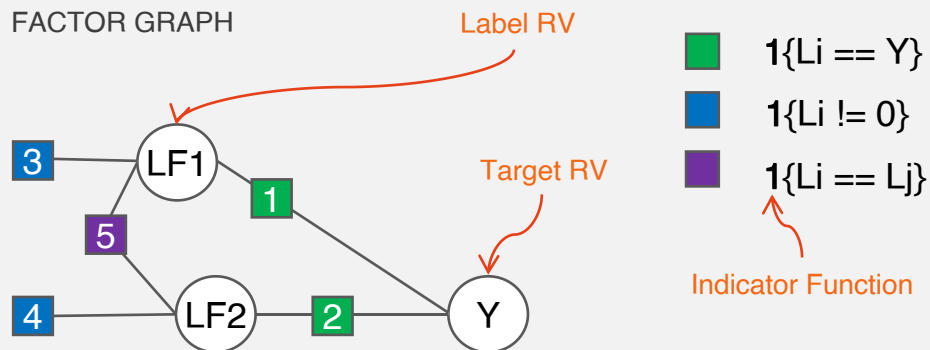 FACTOR GRAPH
Label RV
1{Li == Y}
1{Li != 0}
1{Li == Lj}
Indicator Function
3
LF1
1
Target RV
5
4
LF2
2
Y